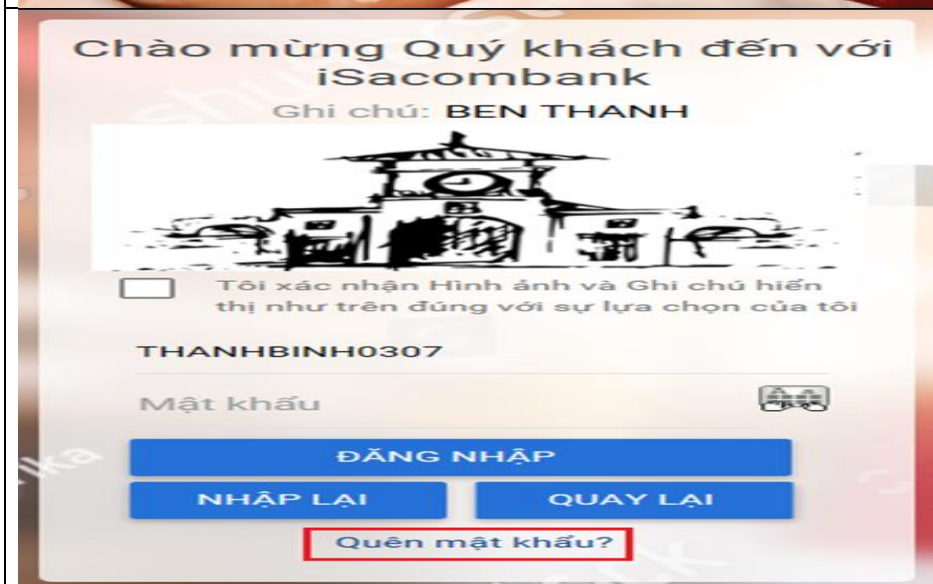 Chào mừng Quý khách đến với
iSacombank
Ghi chú: BEN THANH
Tôi xác nhận Hình ảnh và Ghi chú hiển
thị như trên đúng với sự lựa chọn của tôi
THANHBINH0307
Mật khẩu
ĐĂNG NHẬP
NHẬP LẠI
QUAY LẠI
Quên mật khẩu?